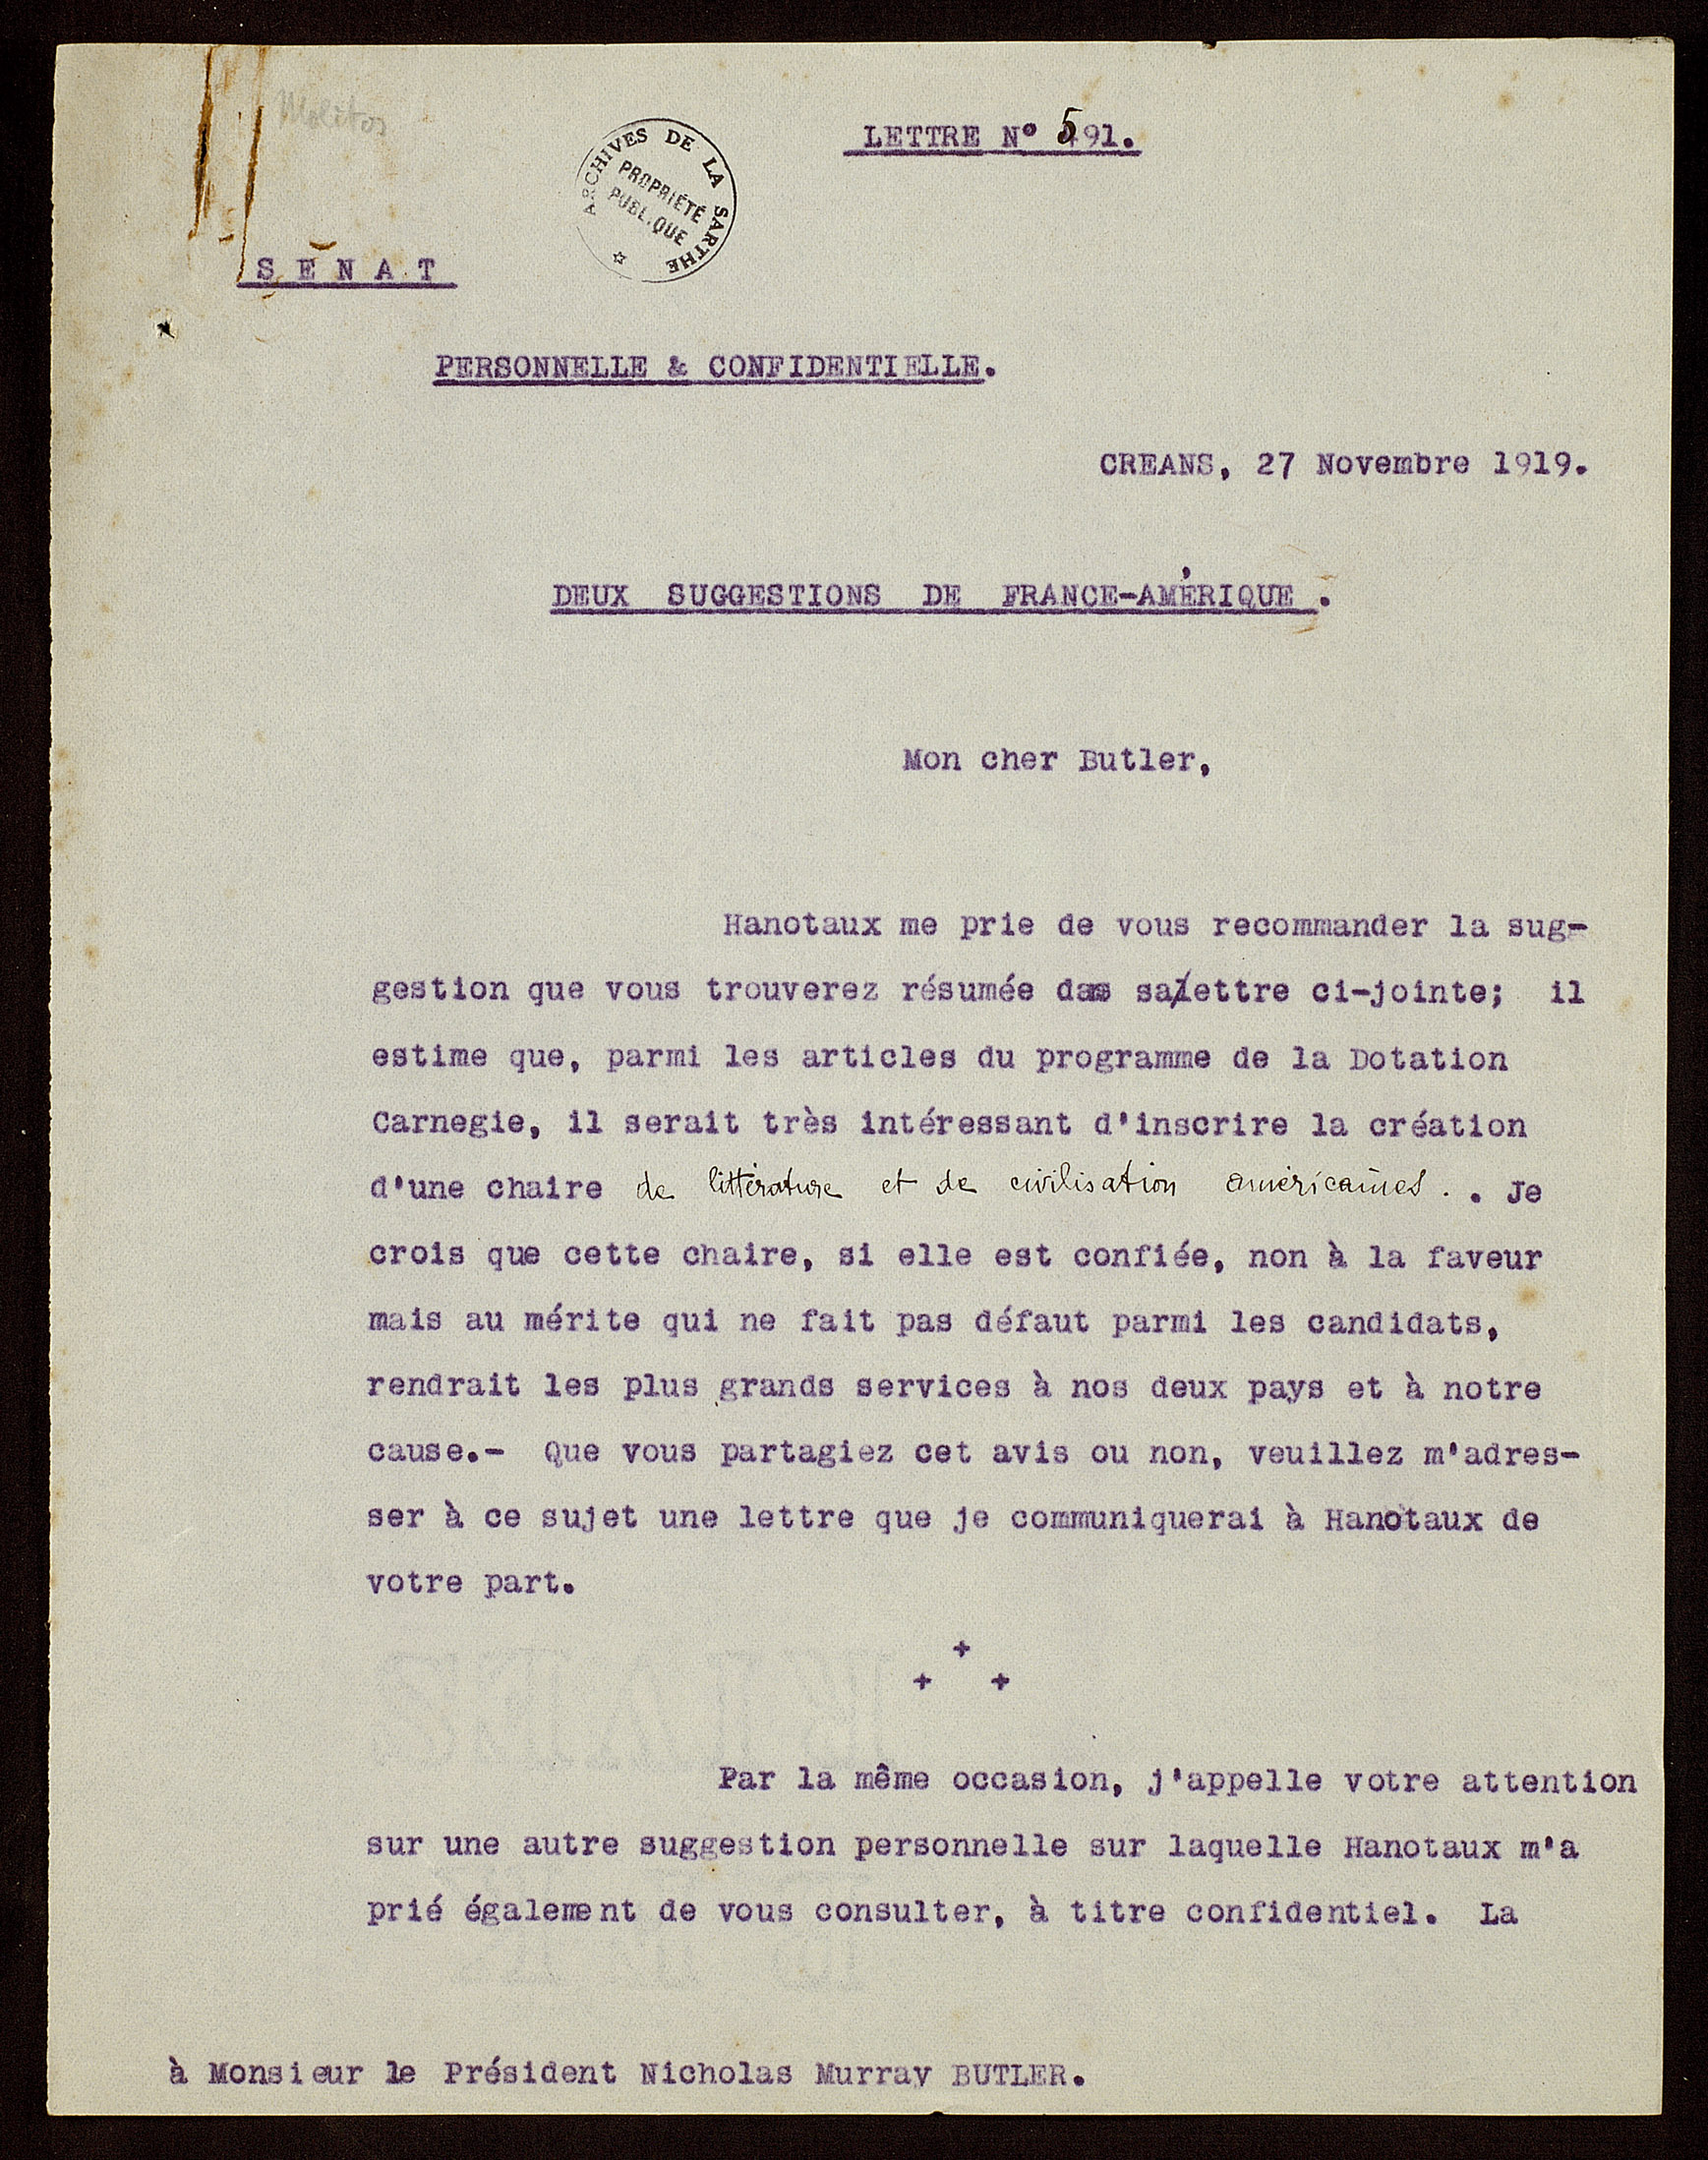 Molitor
LETTRE N° 591.
ARCHIVES DE LA SARTHE
PROPRIÉTÉ
PUBLIQUE
SÉNAT
PERSONNELLE & CONFIDENTIELLE.
CREANS, 27 Novembre 1919.
DEUX SUGGESTIONS DE FRANCE-AMÉRIQUE .
Mon cher Butler,
Hanotaux me prie de vous recommander la sug-
gestion que vous trouverez résumée dans sa/lettre ci-jointe; il
estime que, parmi les articles du programme de la Dotation
Carnegie, il serait très intéressant d'inscrire la création
d'une chaire de littérature et de civilisation américaines. . Je
crois que cette chaire, si elle est confiée, non à la faveur
mais au mérite qui ne fait pas défaut parmi les candidats,
rendrait les plus grands services à nos deux pays et à notre
cause.- Que vous partagiez cet avis ou non, veuillez m'adres-
ser à ce sujet une lettre que je communiquerai à Hanotaux de
votre part.
+
+ +
Par la même occasion, j'appelle votre attention
sur une autre suggestion personnelle sur laquelle Hanotaux m'a
prié également de vous consulter, à titre confidentiel. La
à Monsieur le Président Nicholas Murray BUTLER.